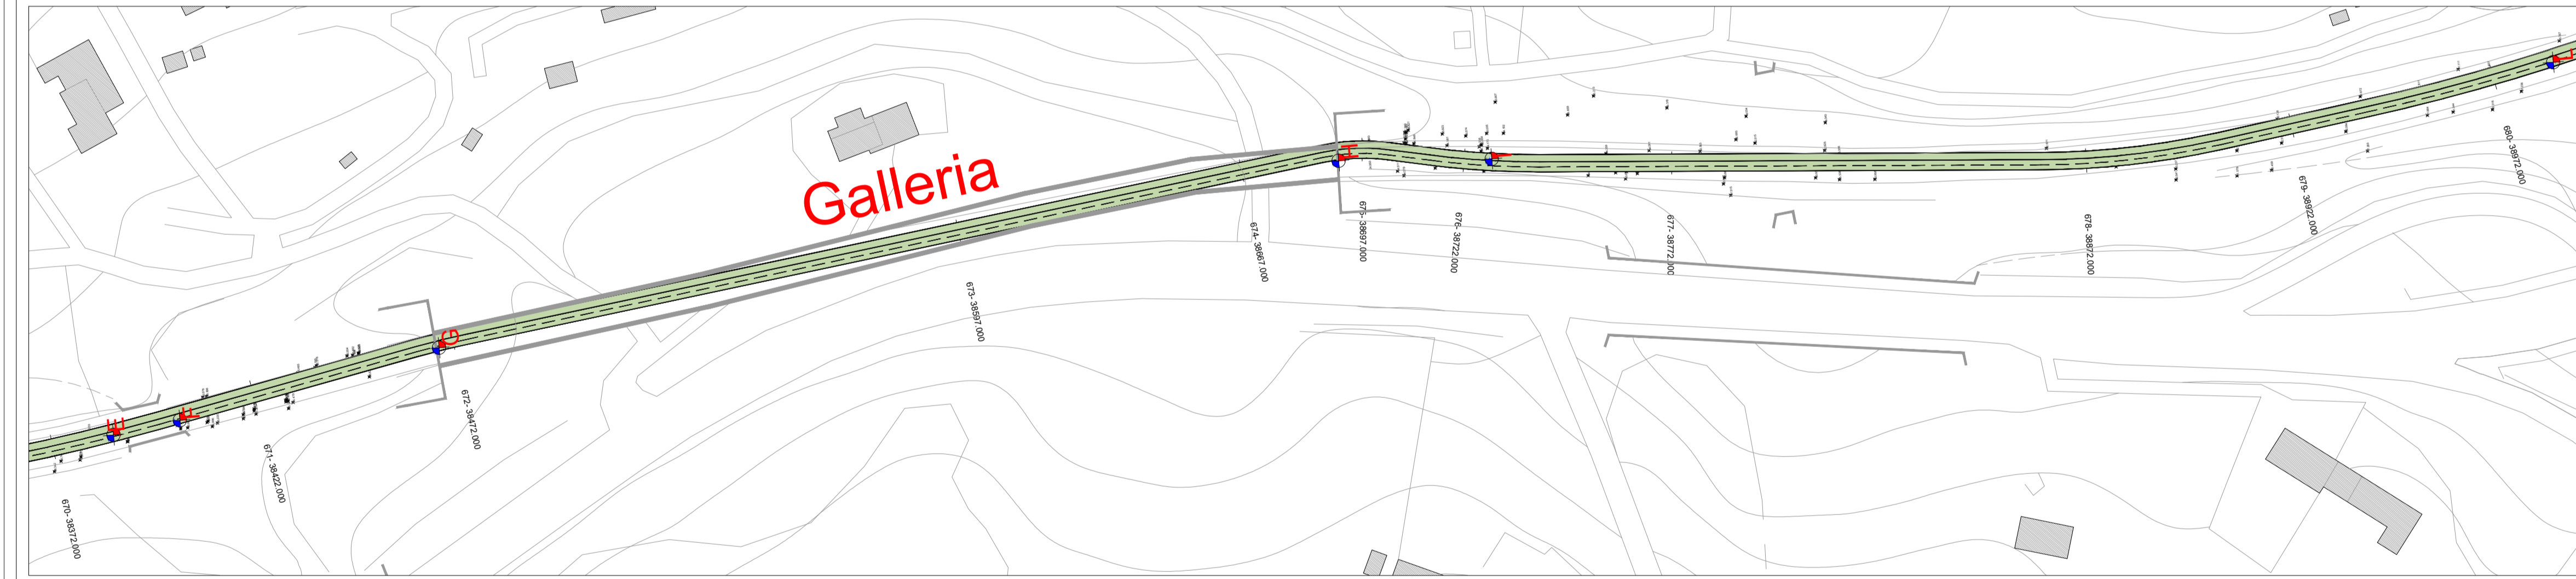 Galleria
E
F
G
H
I
670- 38372.000
671- 38422.000
672- 38472.000
673- 38597.000
674- 38667.000
675- 38697.000
676- 38722.000
677- 38772.000
678- 38872.000
679- 38922.000
680- 38972.000